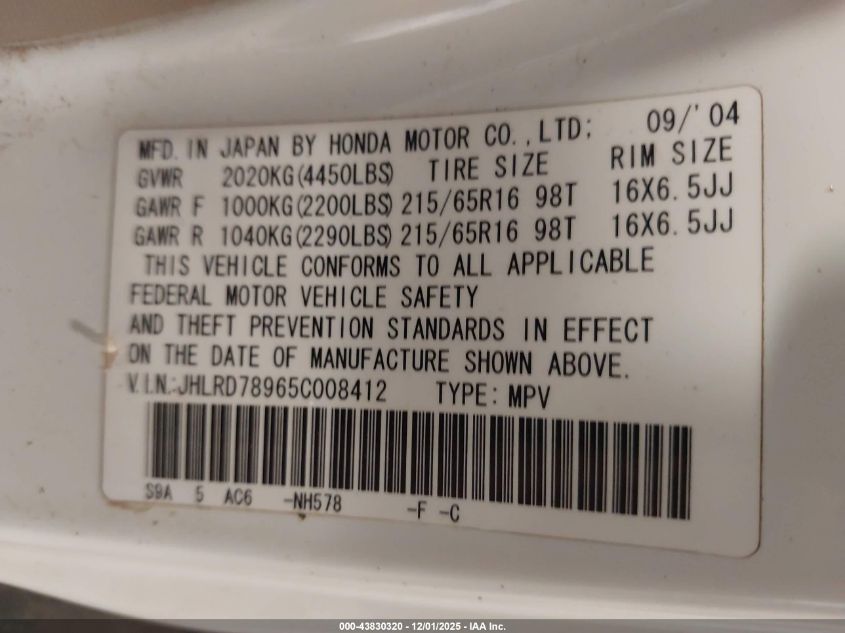 MFD. IN JAPAN BY HONDA MOTOR CO., LTD: 09/'04
GVWR 2020KG(4450LBS) TIRE SIZE RIM SIZE
GAWR F 1000KG(2200LBS) 215/65R16 98T 16X6.5JJ
GAWR R 1040KG(2290LBS) 215/65R16 98T 16X6.5JJ
THIS VEHICLE CONFORMS TO ALL APPLICABLE
FEDERAL MOTOR VEHICLE SAFETY
AND THEFT PREVENTION STANDARDS IN EFFECT
ON THE DATE OF MANUFACTURE SHOWN ABOVE.
V.I.N.:JHLRD78965C008412 TYPE: MPV
S9A 5 AC6 -NH578 -F -C
000-43830320 - 12/01/2025 - IAA Inc.